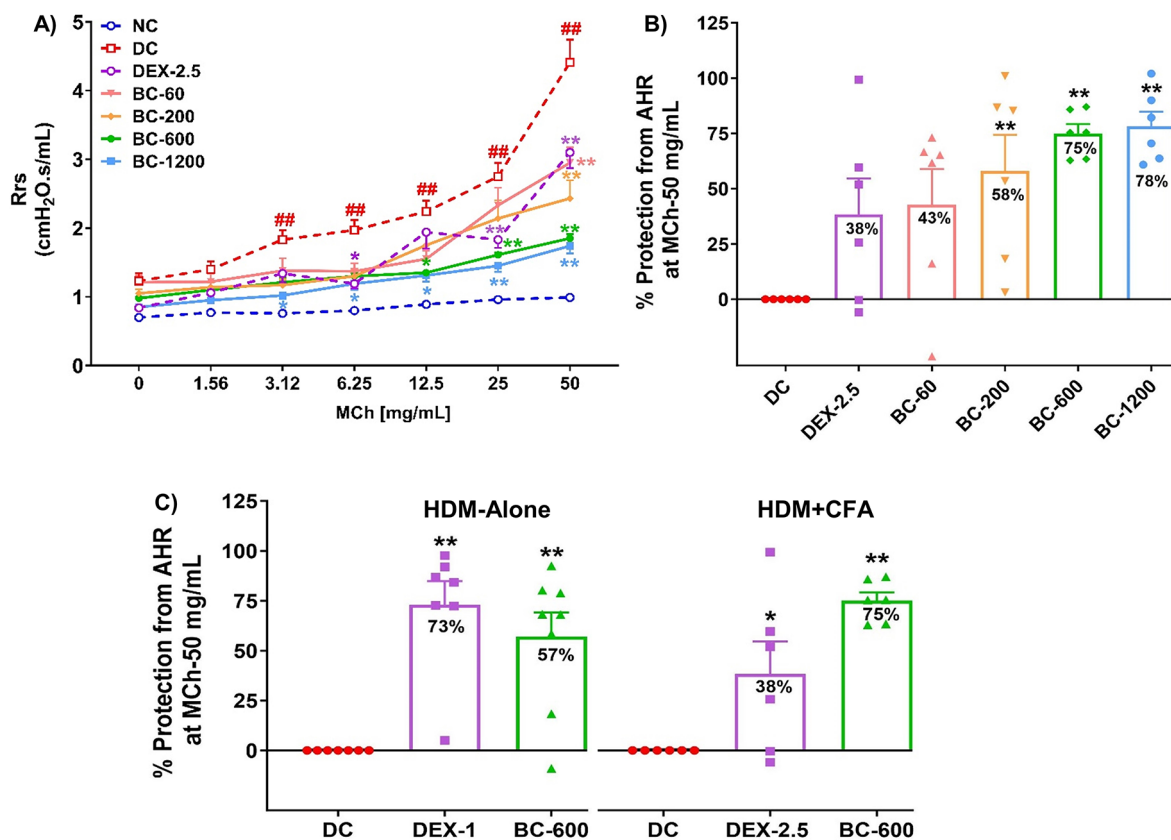 A)
NC
DC
DEX-2.5
BC-60
BC-200
BC-600
BC-1200
Rrs
(cmH₂O.s/mL)
5
4
3
2
1
0
## ## ## ## ## ##
** ** **
* * ** ** **
* * * ** **
0 1.56 3.12 6.25 12.5 25 50
MCh [mg/mL]
B)
% Protection from AHR
at MCh-50 mg/mL
125
100
75
50
25
0
** ** **
38% 43% 58% 75% 78%
DC DEX-2.5 BC-60 BC-200 BC-600 BC-1200
C)
% Protection from AHR
at MCh-50 mg/mL
125
100
75
50
25
0
HDM-Alone HDM+CFA
** ** * **
73% 57% 38% 75%
DC DEX-1 BC-600 DC DEX-2.5 BC-600